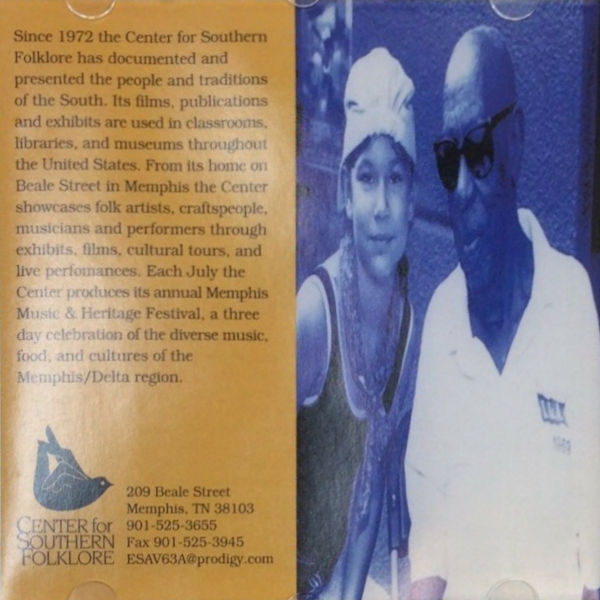 Since 1972 the Center for Southern
Folklore has documented and
presented the people and traditions
of the South. Its films, publications
and exhibits are used in classrooms,
libraries, and museums throughout
the United States. From its home on
Beale Street in Memphis the Center
showcases folk artists, craftspeople,
musicians and performers through
exhibits, films, cultural tours, and
live perfomances. Each July the
Center produces its annual Memphis
Music & Heritage Festival, a three
day celebration of the diverse music,
food, and cultures of the
Memphis/Delta region.
CENTER for
SOUTHERN
FOLKLORE
209 Beale Street
Memphis, TN 38103
901-525-3655
Fax 901-525-3945
ESAV63A@prodigy.com